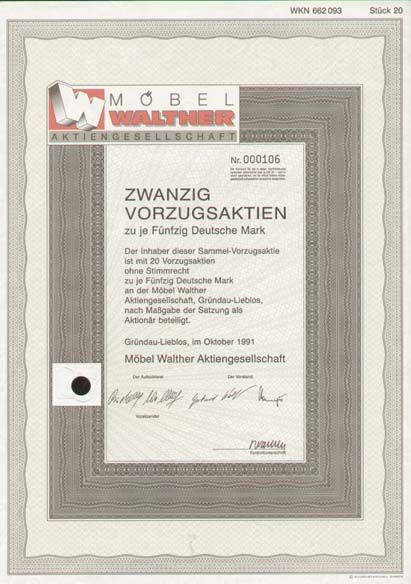 WKN 662 093 Stück 20
MÖBEL
WALTHER
AKTIENGESELLSCHAFT
Nr. 000106
ZWANZIG
VORZUGSAKTIEN
zu je Fünfzig Deutsche Mark
Der Inhaber dieser Sammel-Vorzugsaktie
ist mit 20 Vorzugsaktien
ohne Stimmrecht
zu je Fünfzig Deutsche Mark
an der Möbel Walther
Aktiengesellschaft, Gründau-Lieblos,
nach Maßgabe der Satzung als
Aktionär beteiligt.
Gründau-Lieblos, im Oktober 1991
Möbel Walther Aktiengesellschaft
Der Aufsichtsrat Der Vorstand
Vorsitzender
Kontrollunterschrift